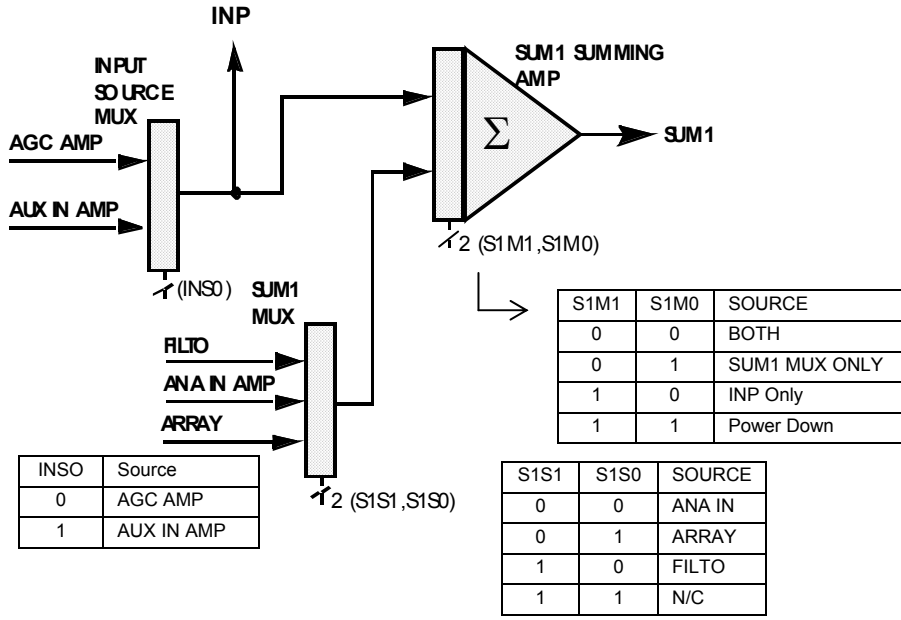 INP
INPUT
SOURCE
MUX
SUM1 SUMMING
AMP
AGC AMP
Σ
SUM1
AUX IN AMP
2 (S1M1,S1M0)
(INS0)
SUM1
MUX
FILTO
ANA IN AMP
ARRAY
2 (S1S1,S1S0)
S1M1 S1M0 SOURCE
0 0 BOTH
0 1 SUM1 MUX ONLY
1 0 INP Only
1 1 Power Down
INSO Source
0 AGC AMP
1 AUX IN AMP
S1S1 S1S0 SOURCE
0 0 ANA IN
0 1 ARRAY
1 0 FILTO
1 1 N/C